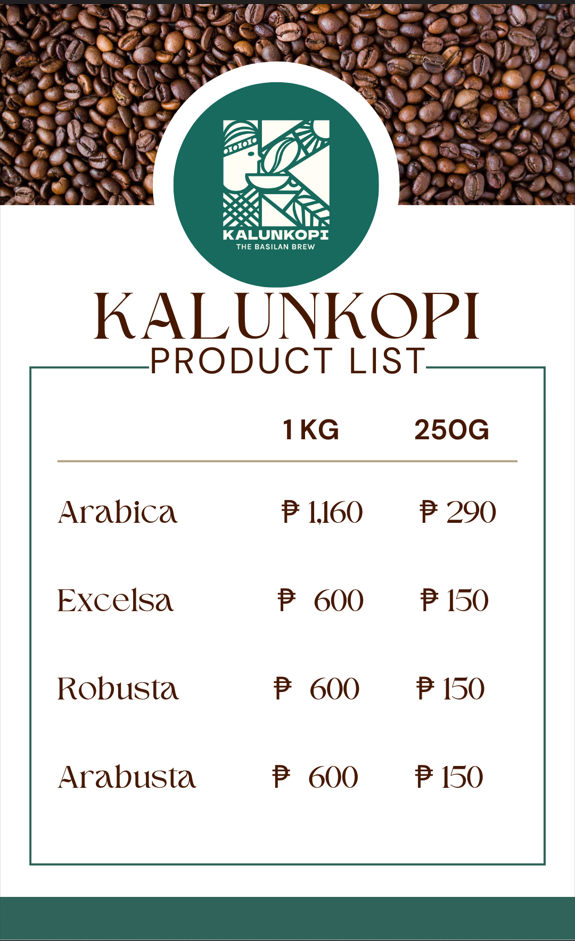 KALUNKOPI
THE BASILAN BREW
KALUNKOPI
PRODUCT LIST
1 KG 250G
Arabica ₱ 1,160 ₱ 290
Excelsa ₱ 600 ₱ 150
Robusta ₱ 600 ₱ 150
Arabusta ₱ 600 ₱ 150